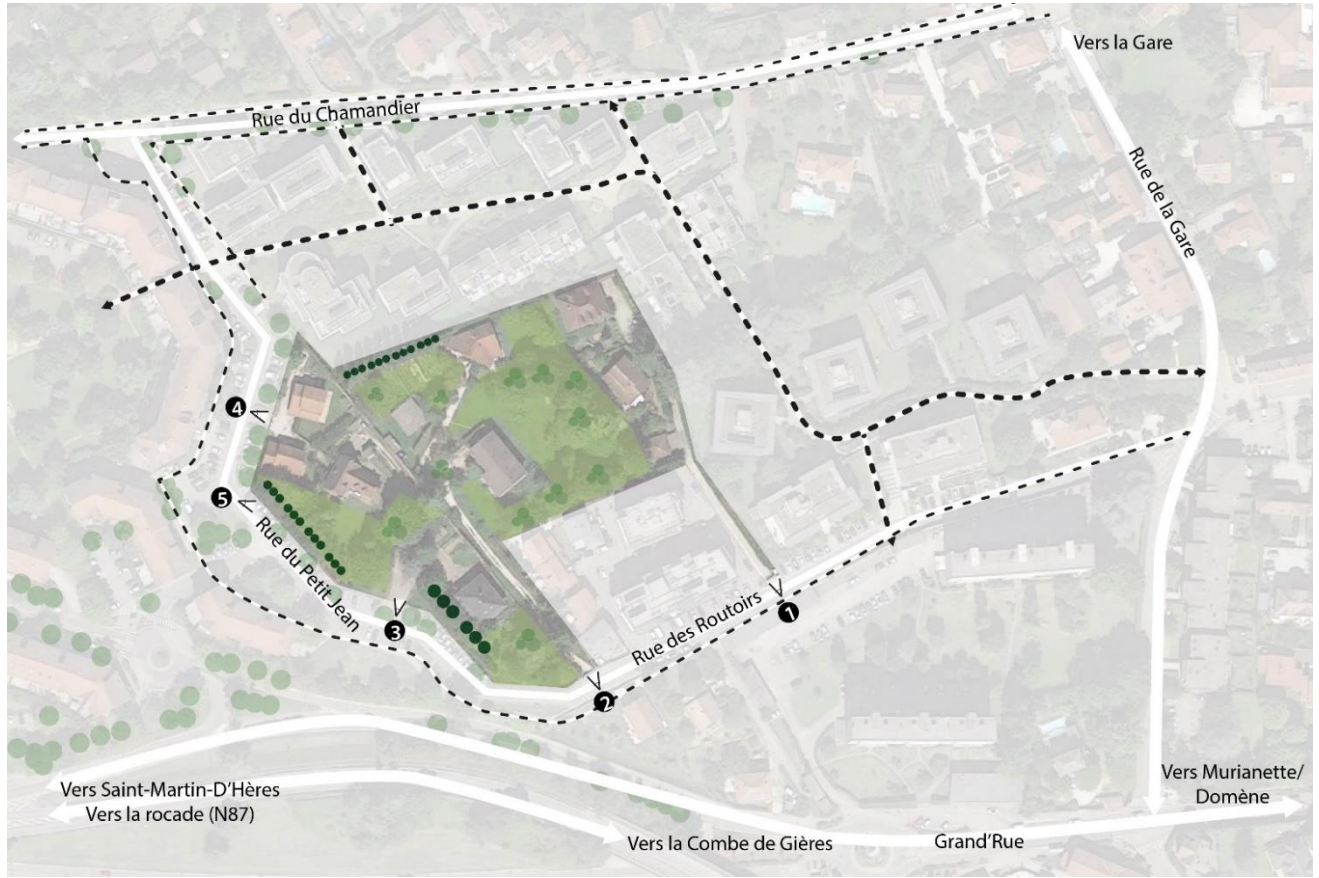 Vers la Gare
Rue du Chamandier
Rue de la Gare
4
5
Rue du Petit Jean
3
Rue des Routoirs
1
2
Vers Saint-Martin-D'Hères
Vers la rocade (N87)
Vers la Combe de Gières
Grand'Rue
Vers Murianette/
Domène